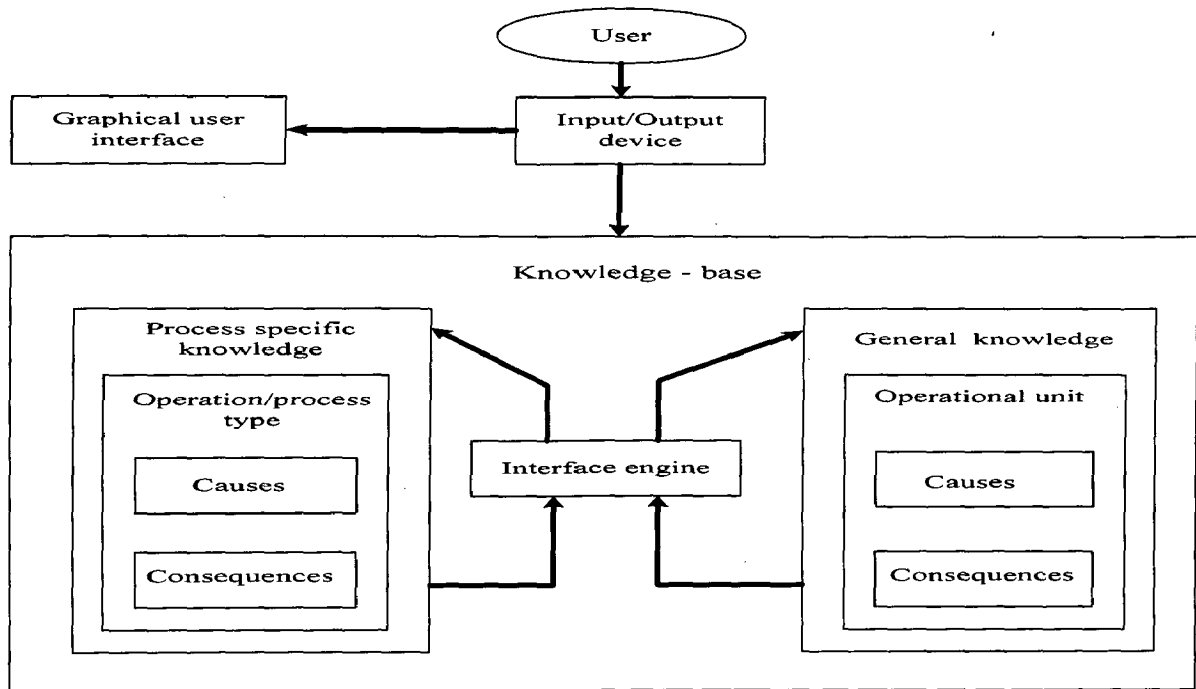 User
Graphical user
interface
Input/Output
device
Knowledge - base
Process specific
knowledge
Operation/process
type
Causes
Consequences
Interface engine
General knowledge
Operational unit
Causes
Consequences